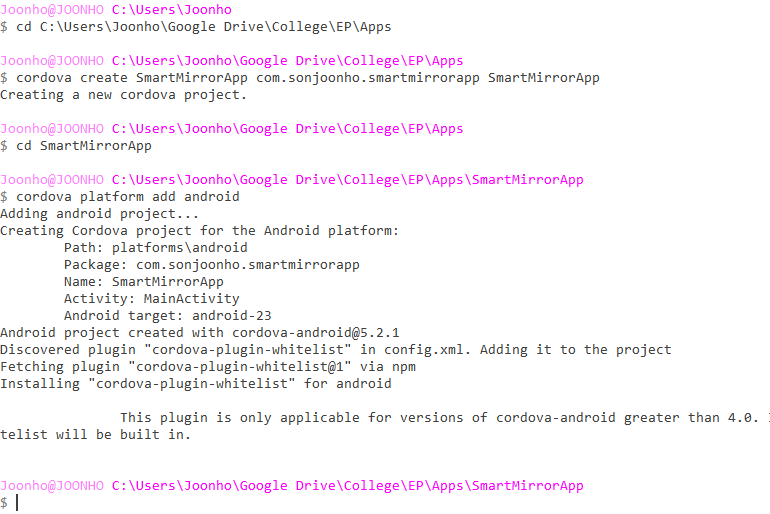 Joonho@JOONHO C:\Users\Joonho
$ cd C:\Users\Joonho\Google Drive\College\EP\Apps
Joonho@JOONHO C:\Users\Joonho\Google Drive\College\EP\Apps
$ cordova create SmartMirrorApp com.sonjoonho.smartmirrorapp SmartMirrorApp
Creating a new cordova project.
Joonho@JOONHO C:\Users\Joonho\Google Drive\College\EP\Apps
$ cd SmartMirrorApp
Joonho@JOONHO C:\Users\Joonho\Google Drive\College\EP\Apps\SmartMirrorApp
$ cordova platform add android
Adding android project...
Creating Cordova project for the Android platform:
Path: platforms\android
Package: com.sonjoonho.smartmirrorapp
Name: SmartMirrorApp
Activity: MainActivity
Android target: android-23
Android project created with cordova-android@5.2.1
Discovered plugin "cordova-plugin-whitelist" in config.xml. Adding it to the project
Fetching plugin "cordova-plugin-whitelist@1" via npm
Installing "cordova-plugin-whitelist" for android
This plugin is only applicable for versions of cordova-android greater than 4.0.
telist will be built in.
Joonho@JOONHO C:\Users\Joonho\Google Drive\College\EP\Apps\SmartMirrorApp
$